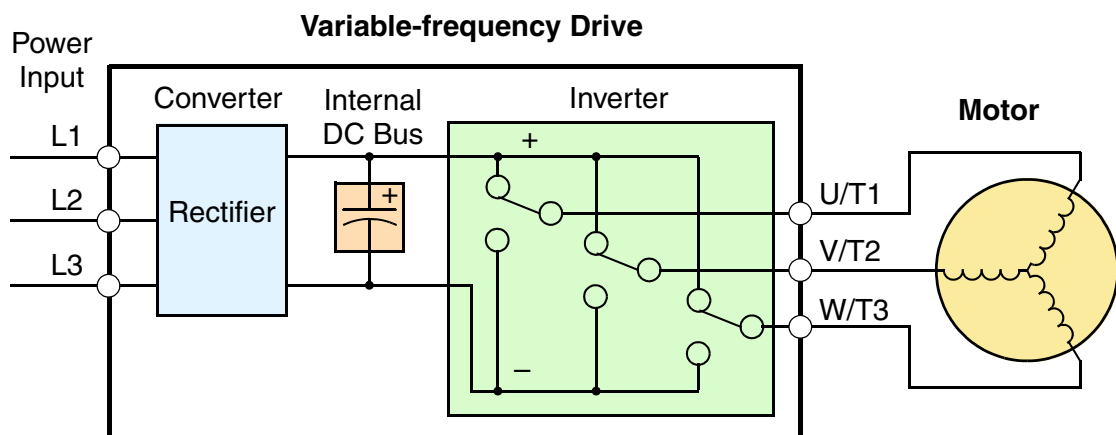 Variable-frequency Drive
Power
Input
Converter
Internal
DC Bus
Inverter
Motor
L1
L2
L3
Rectifier
+
+
–
U/T1
V/T2
W/T3